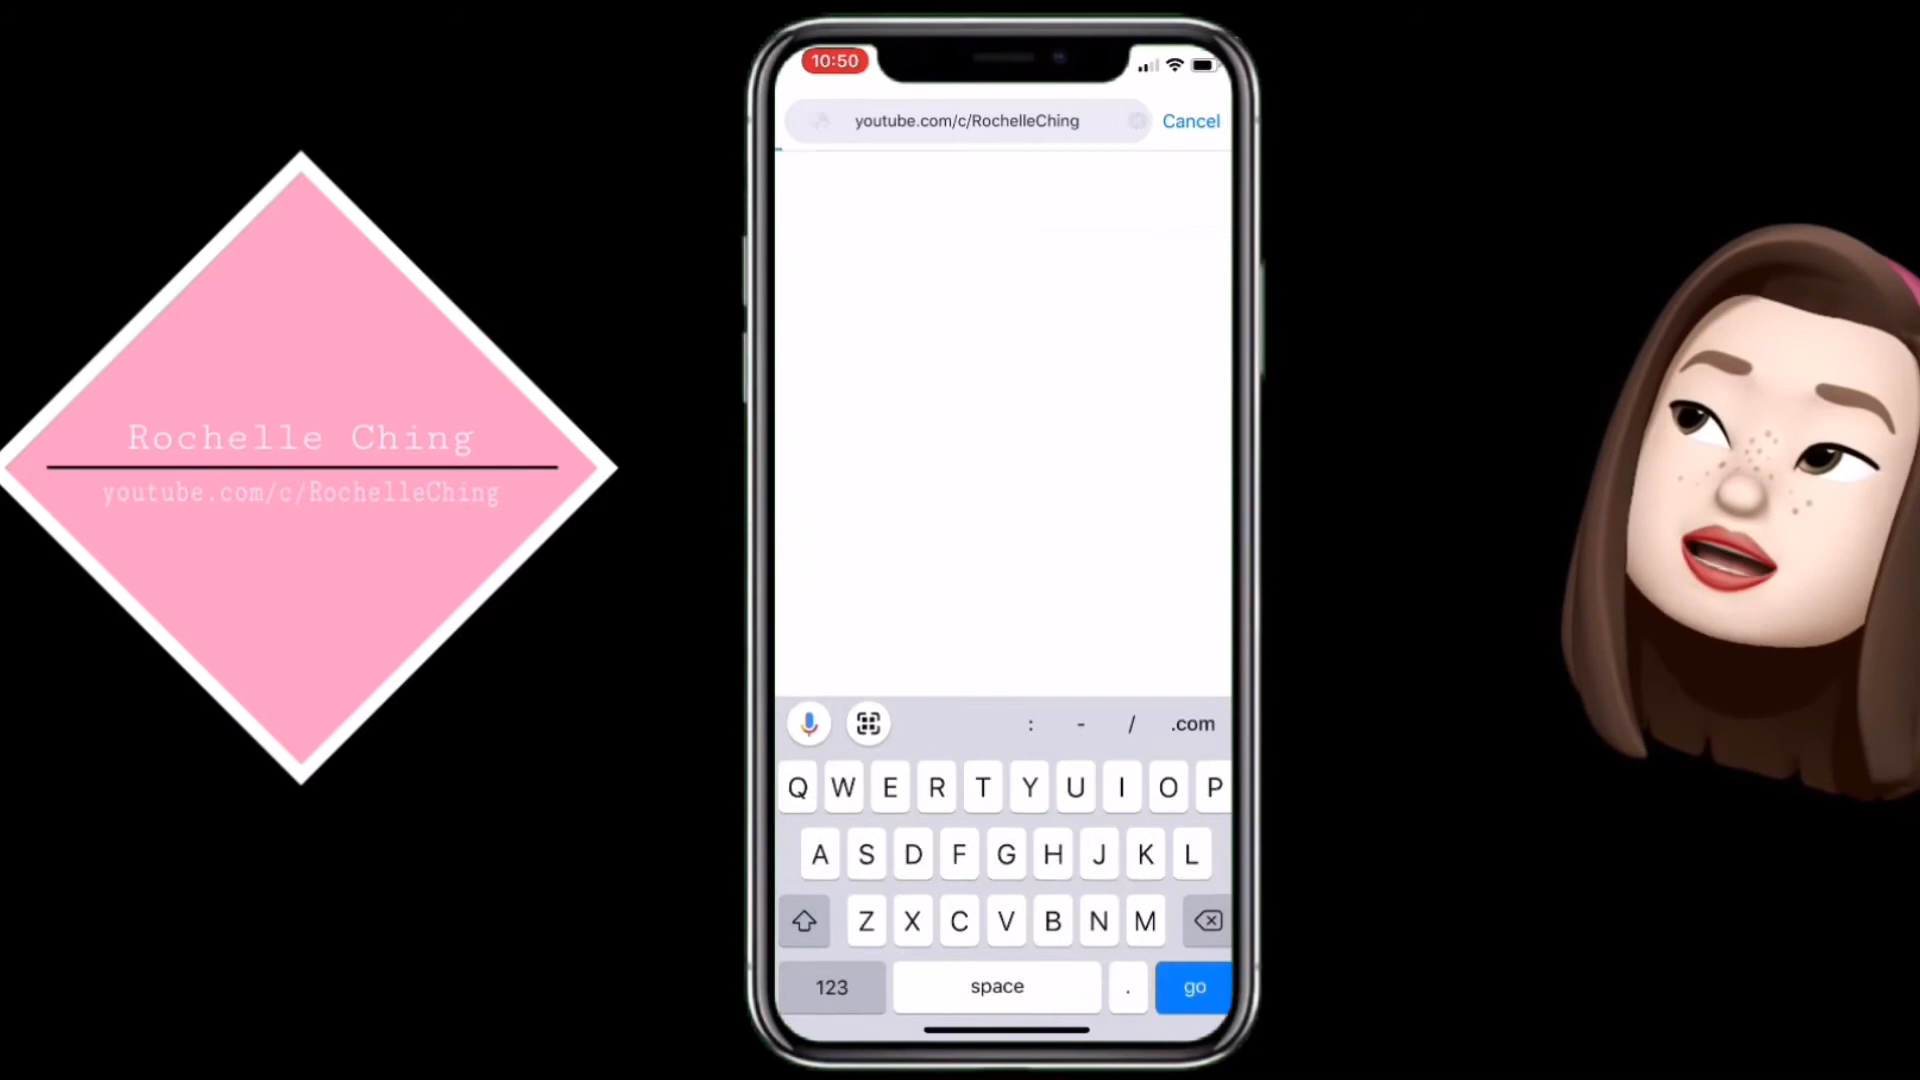 10:50
youtube.com/c/RochelleChing Cancel
Rochelle Ching
youtube.com/c/RochelleChing
: - / .com
Q W E R T Y U I O P
A S D F G H J K L
Z X C V B N M
123 space . go